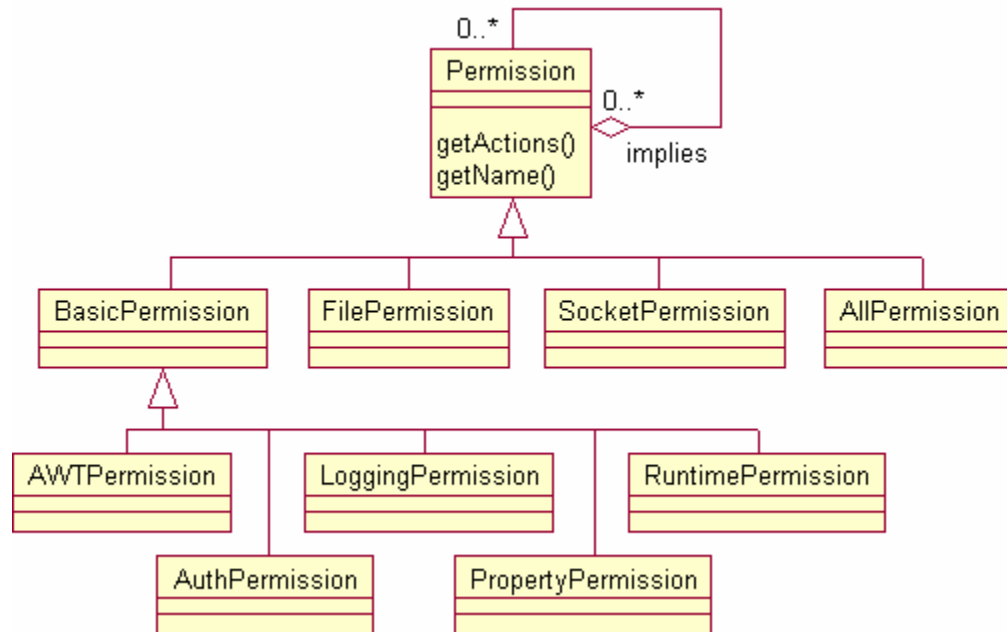 0..*
Permission
0..*
getActions()
implies
getName()
BasicPermission
FilePermission
SocketPermission
AllPermission
AWTPermission
LoggingPermission
RuntimePermission
AuthPermission
PropertyPermission